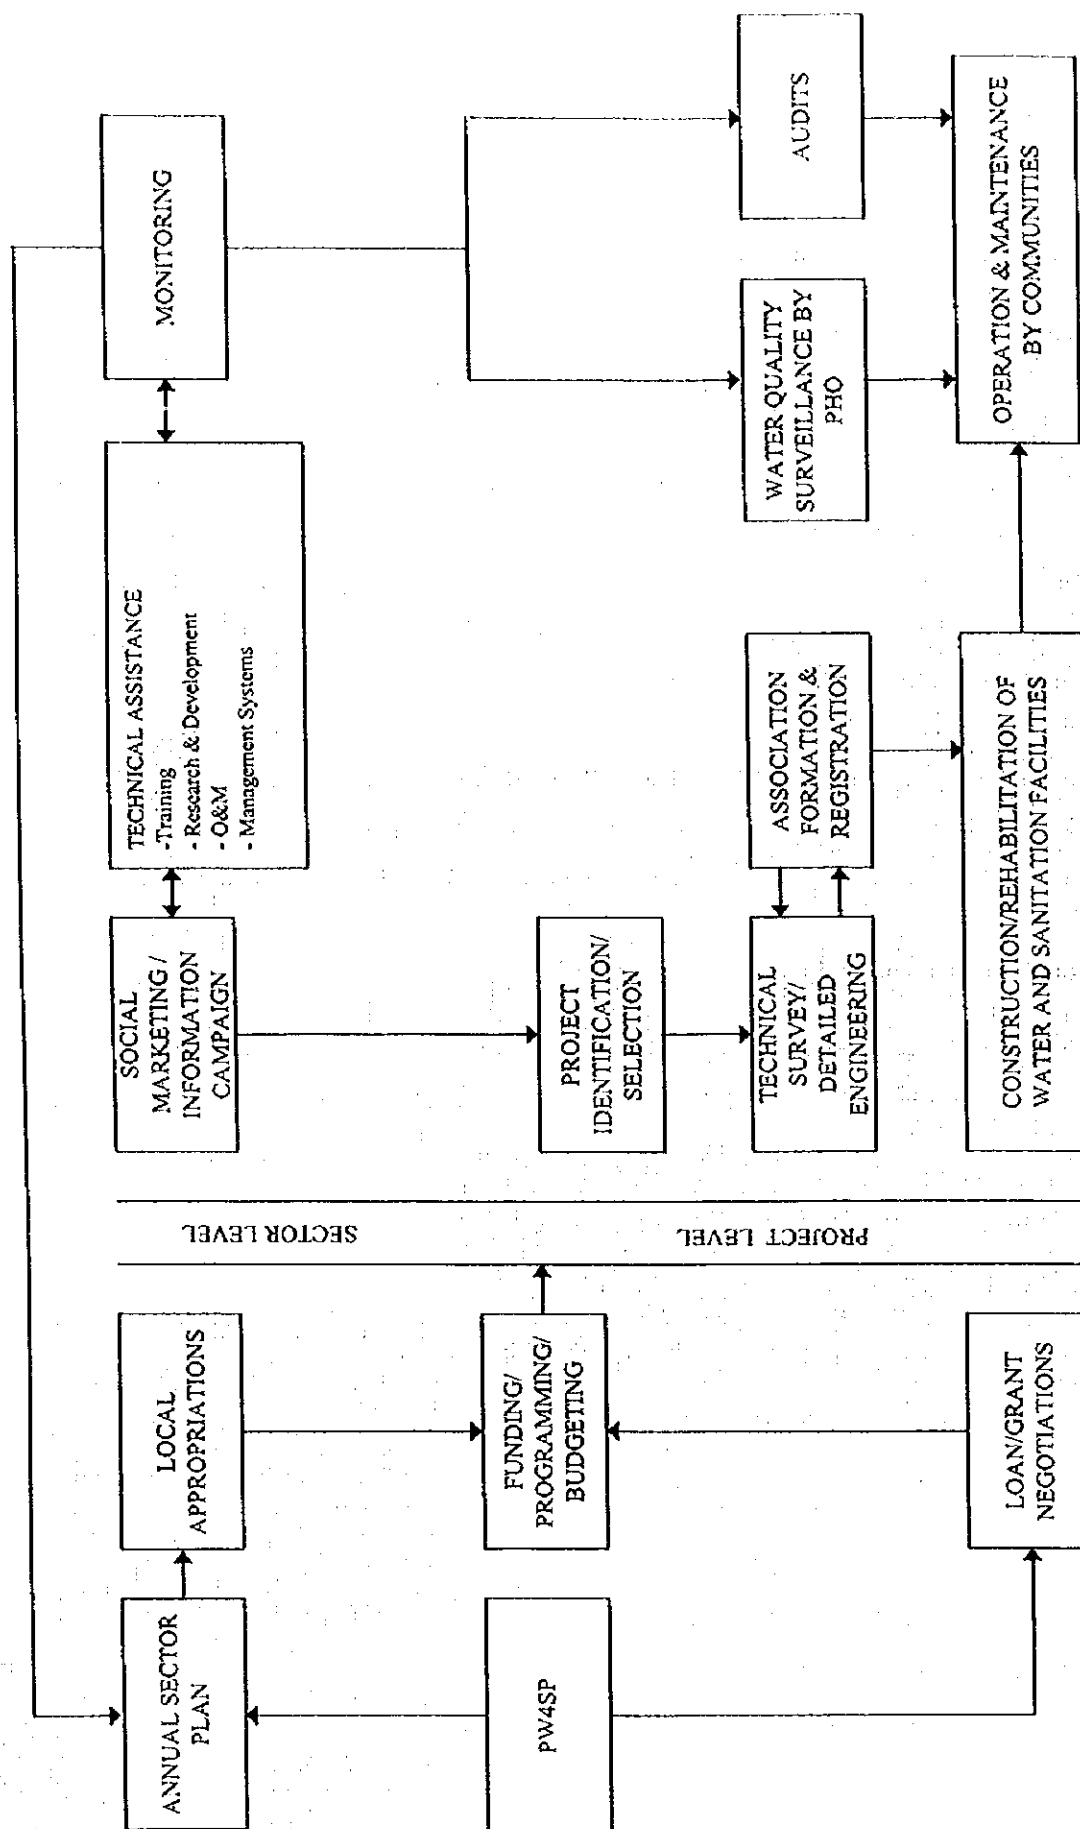 ANNUAL SECTOR
PLAN
LOCAL
APPROPRIATIONS
PW4SP
FUNDING/
PROGRAMMING/
BUDGETING
LOAN/GRANT
NEGOTIATIONS
SECTOR LEVEL
PROJECT LEVEL
SOCIAL
MARKETING /
INFORMATION
CAMPAIGN
TECHNICAL ASSISTANCE
-Training
- Research & Development
- O&M
- Management Systems
MONITORING
PROJECT
IDENTIFICATION/
SELECTION
TECHNICAL
SURVEY/
DETAILED
ENGINEERING
ASSOCIATION
FORMATION &
REGISTRATION
WATER QUALITY
SURVEILLANCE BY
PHO
AUDITS
CONSTRUCTION/REHABILITATION OF
WATER AND SANITATION FACILITIES
OPERATION & MAINTENANCE
BY COMMUNITIES